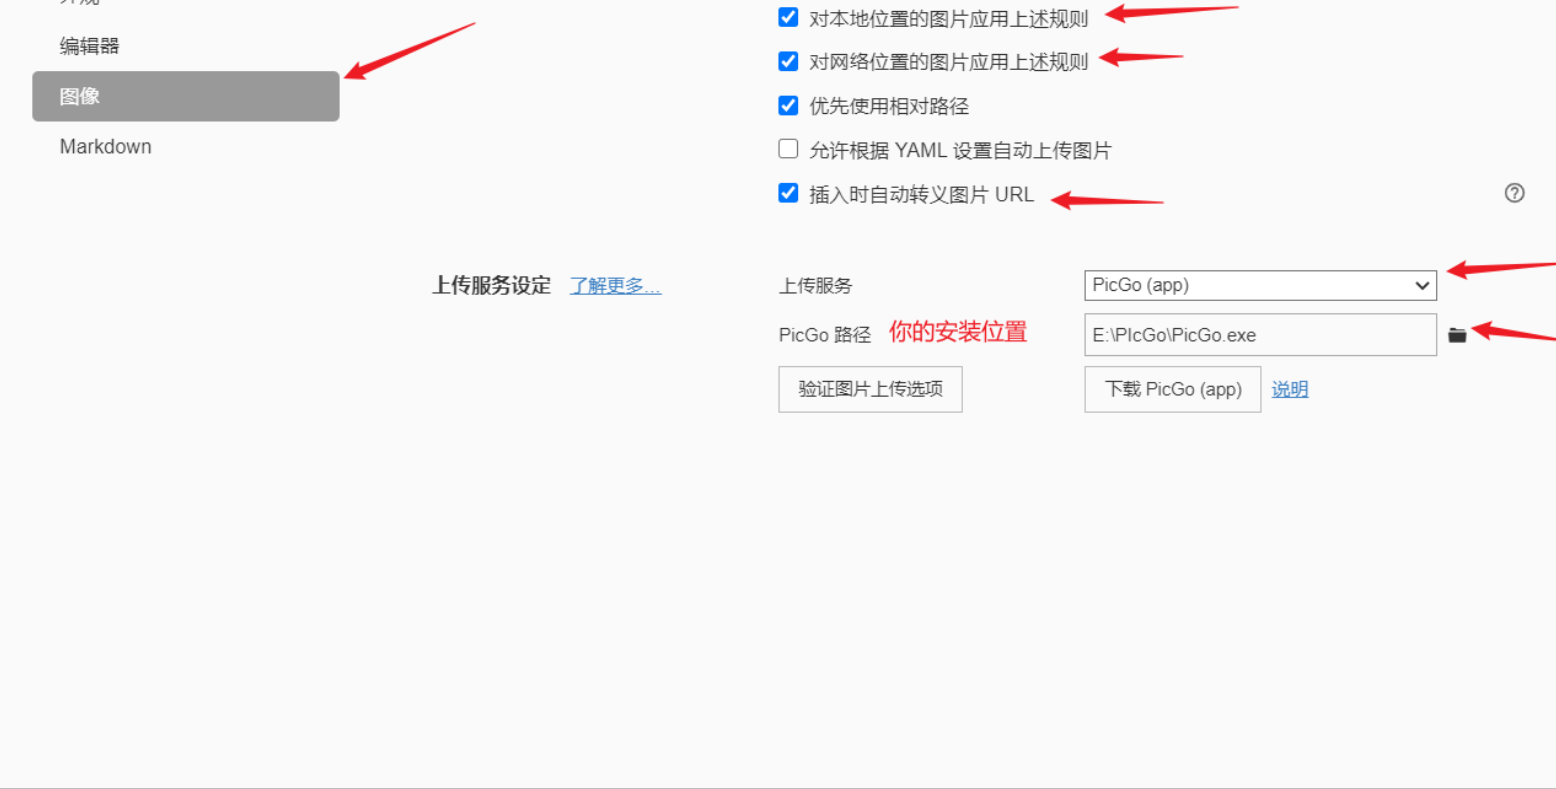 编辑器
图像
Markdown
对本地位置的图片应用上述规则
对网络位置的图片应用上述规则
优先使用相对路径
允许根据 YAML 设置自动上传图片
插入时自动转义图片 URL
上传服务设定 了解更多...
上传服务 PicGo (app)
PicGo 路径 你的安装位置 E:\PIcGo\PicGo.exe
验证图片上传选项 下载 PicGo (app) 说明